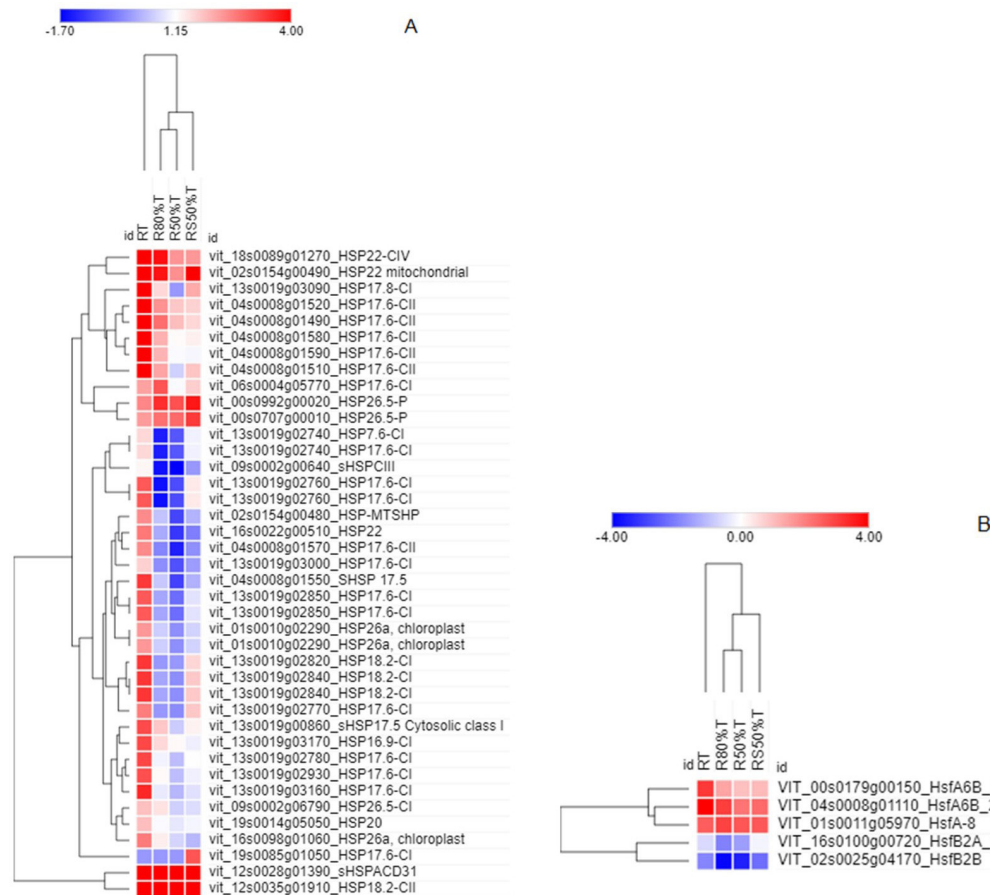 -1.70 1.15 4.00 A
id RT R80%T R50%T RS50%T id
vit_18s0089g01270_HSP22-CIV
vit_02s0154g00490_HSP22 mitochondrial
vit_13s0019g03090_HSP17.8-CI
vit_04s0008g01520_HSP17.6-CII
vit_04s0008g01490_HSP17.6-CII
vit_04s0008g01580_HSP17.6-CII
vit_04s0008g01590_HSP17.6-CII
vit_04s0008g01510_HSP17.6-CII
vit_06s0004g05770_HSP17.6-CI
vit_00s0992g00020_HSP26.5-P
vit_00s0707g00010_HSP26.5-P
vit_13s0019g02740_HSP7.6-CI
vit_13s0019g02740_HSP17.6-CI
vit_09s0002g00640_sHSPCIII
vit_13s0019g02760_HSP17.6-CI
vit_13s0019g02760_HSP17.6-CI
vit_02s0154g00480_HSP-MTSHP
vit_16s0022g00510_HSP22
vit_04s0008g01570_HSP17.6-CII
vit_13s0019g03000_HSP17.6-CI
vit_04s0008g01550_SHSP 17.5
vit_13s0019g02850_HSP17.6-CI
vit_13s0019g02850_HSP17.6-CI
vit_01s0010g02290_HSP26a, chloroplast
vit_01s0010g02290_HSP26a, chloroplast
vit_13s0019g02820_HSP18.2-CI
vit_13s0019g02840_HSP18.2-CI
vit_13s0019g02840_HSP18.2-CI
vit_13s0019g02770_HSP17.6-CI
vit_13s0019g00860_sHSP17.5 Cytosolic class I
vit_13s0019g03170_HSP16.9-CI
vit_13s0019g02780_HSP17.6-CI
vit_13s0019g02930_HSP17.6-CI
vit_13s0019g03160_HSP17.6-CI
vit_09s0002g06790_HSP26.5-CI
vit_19s0014g05050_HSP20
vit_16s0098g01060_HSP26a, chloroplast
vit_19s0085g01050_HSP17.6-CI
vit_12s0028g01390_sHSPACD31
vit_12s0035g01910_HSP18.2-CII
-4.00 0.00 4.00 B
id RT R80%T R50%T RS50%T id
VIT_00s0179g00150_HsfA6B_
VIT_04s0008g01110_HsfA6B_
VIT_01s0011g05970_HsfA-8
VIT_16s0100g00720_HsfB2A_
VIT_02s0025g04170_HsfB2B